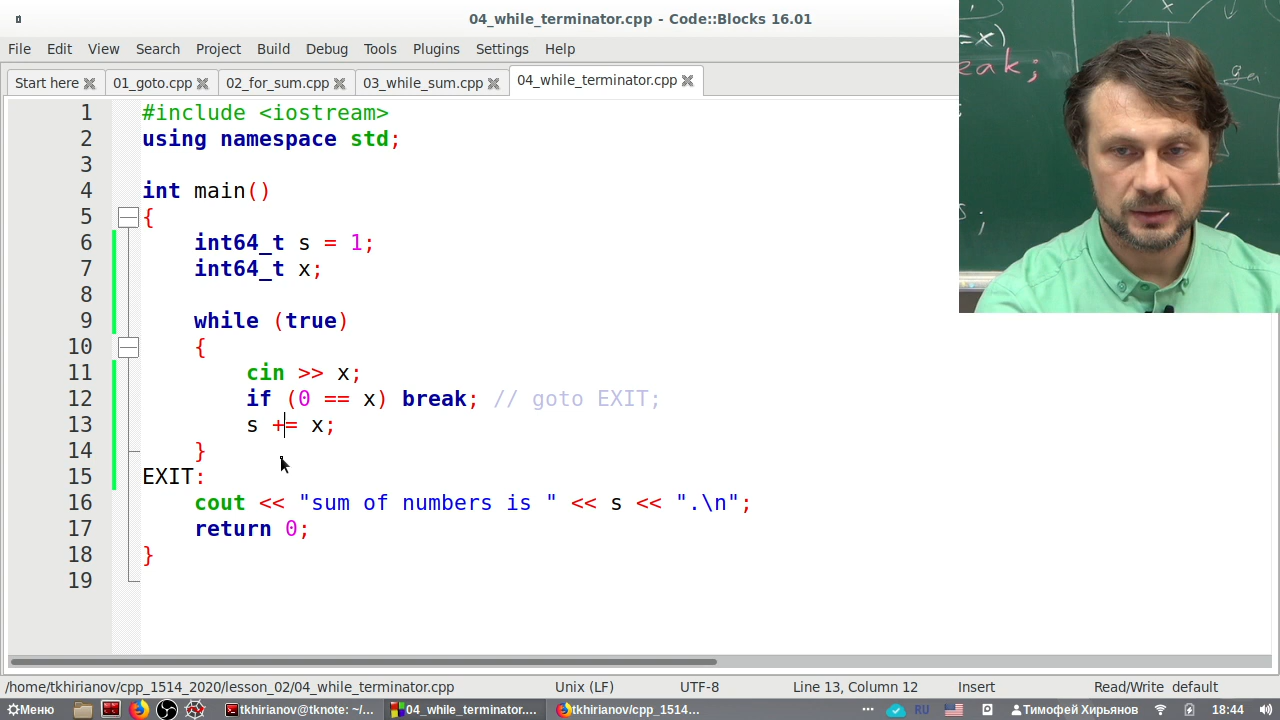 04_while_terminator.cpp - Code::Blocks 16.01
File Edit View Search Project Build Debug Tools Plugins Settings Help
Start here 01_goto.cpp 02_for_sum.cpp 03_while_sum.cpp 04_while_terminator.cpp
1 #include <iostream>
2 using namespace std;
3
4 int main()
5 {
6 int64_t s = 1;
7 int64_t x;
8
9 while (true)
10 {
11 cin >> x;
12 if (0 == x) break; // goto EXIT;
13 s += x;
14 }
15 EXIT:
16 cout << "sum of numbers is " << s << ".\n";
17 return 0;
18 }
19
=x)
eak;
/home/tkhirianov/cpp_1514_2020/lesson_02/04_while_terminator.cpp Unix (LF) UTF-8 Line 13, Column 12 Insert Read/Write default
Меню tkhirianov@tknote: ~/... 04_while_terminator.... tkhirianov/cpp_1514... RU Тимофей Хирьянов 18:44